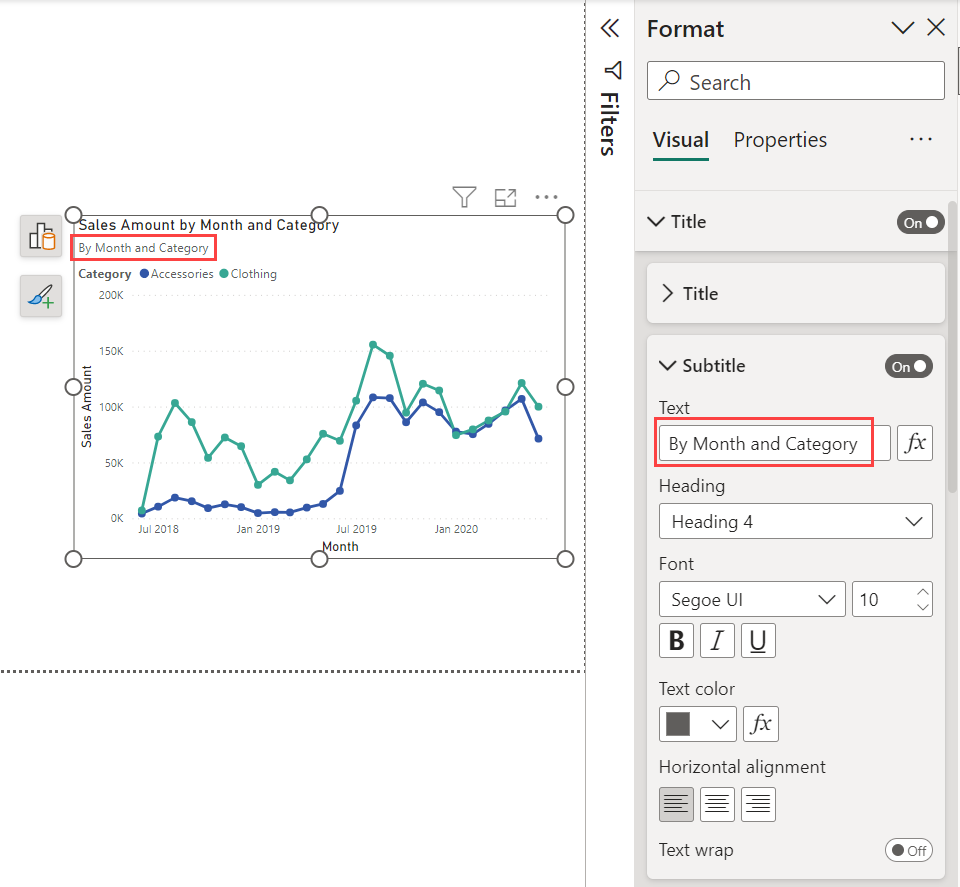 Sales Amount by Month and Category
By Month and Category
Category Accessories Clothing
200K
150K
100K
50K
0K
Sales Amount
Jul 2018 Jan 2019 Jul 2019 Jan 2020
Month
Filters
Format
Search
Visual Properties
Title On
Title
Subtitle On
Text
By Month and Category fx
Heading
Heading 4
Font
Segoe UI 10
B I U
Text color
fx
Horizontal alignment
Text wrap Off